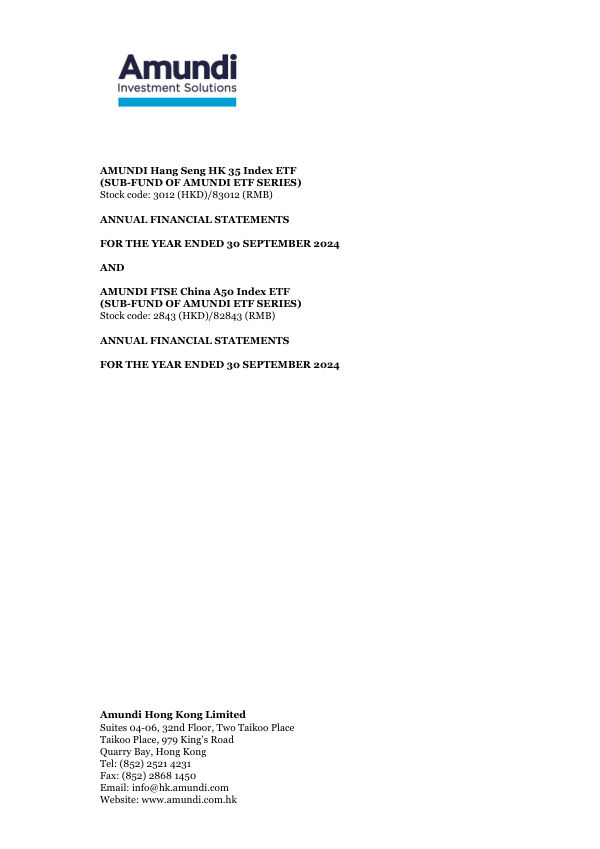 Amundi
Investment Solutions
AMUNDI Hang Seng HK 35 Index ETF
(SUB-FUND OF AMUNDI ETF SERIES)
Stock code: 3012 (HKD)/83012 (RMB)
ANNUAL FINANCIAL STATEMENTS
FOR THE YEAR ENDED 30 SEPTEMBER 2024
AND
AMUNDI FTSE China A50 Index ETF
(SUB-FUND OF AMUNDI ETF SERIES)
Stock code: 2843 (HKD)/82843 (RMB)
ANNUAL FINANCIAL STATEMENTS
FOR THE YEAR ENDED 30 SEPTEMBER 2024
Amundi Hong Kong Limited
Suites 04-06, 32nd Floor, Two Taikoo Place
Taikoo Place, 979 King's Road
Quarry Bay, Hong Kong
Tel: (852) 2521 4231
Fax: (852) 2868 1450
Email: info@hk.amundi.com
Website: www.amundi.com.hk